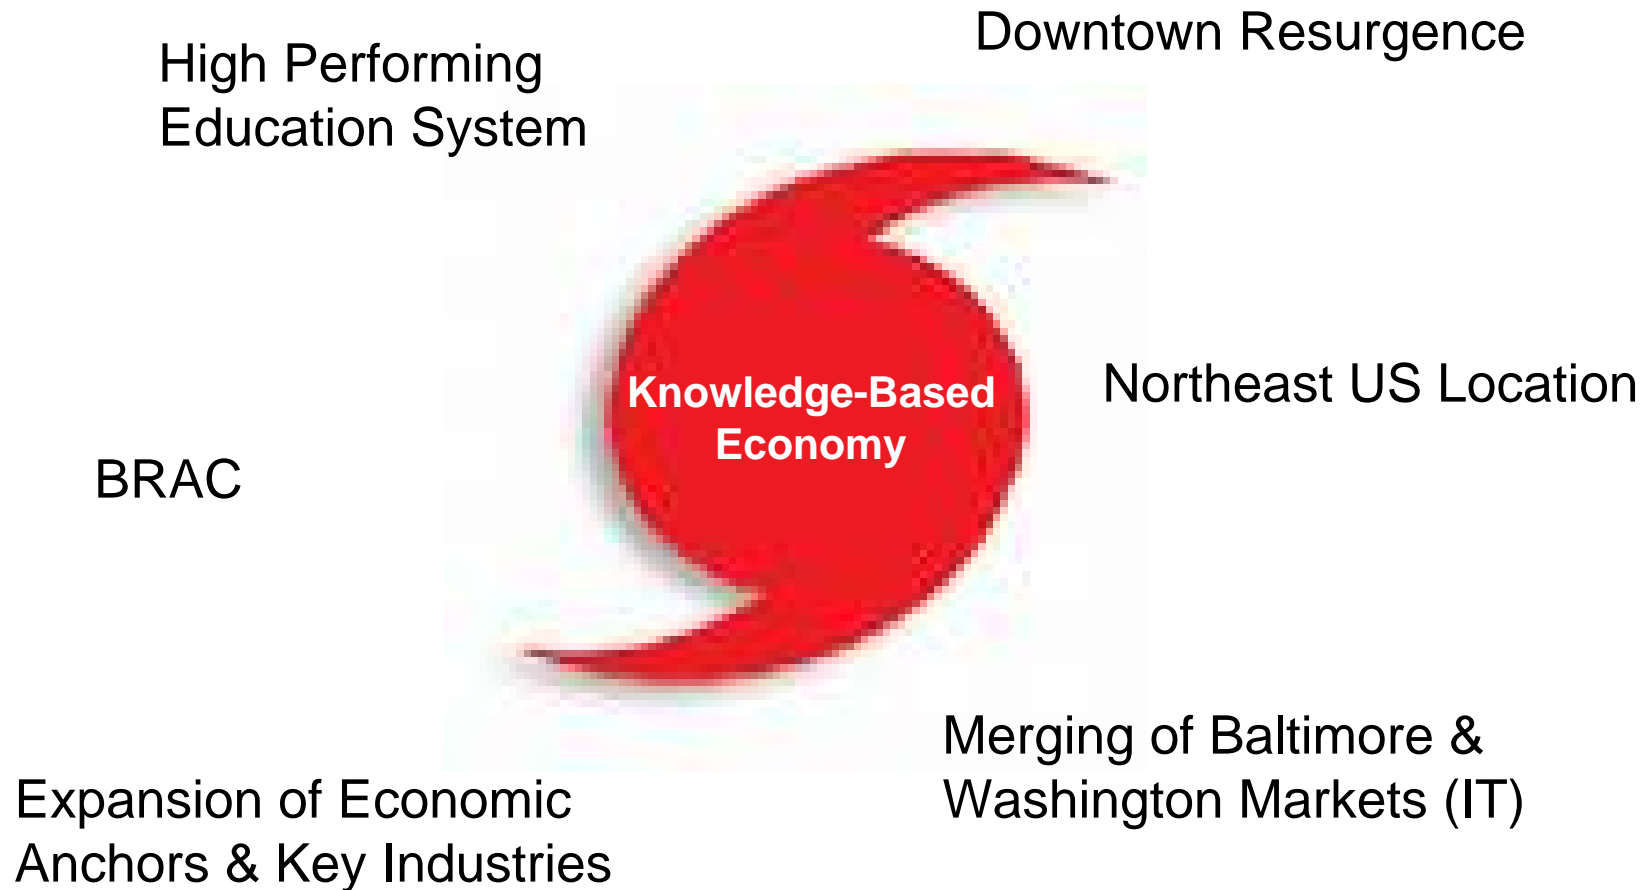 High Performing
Education System
Downtown Resurgence
Knowledge-Based
Economy
Northeast US Location
BRAC
Merging of Baltimore &
Washington Markets (IT)
Expansion of Economic
Anchors & Key Industries